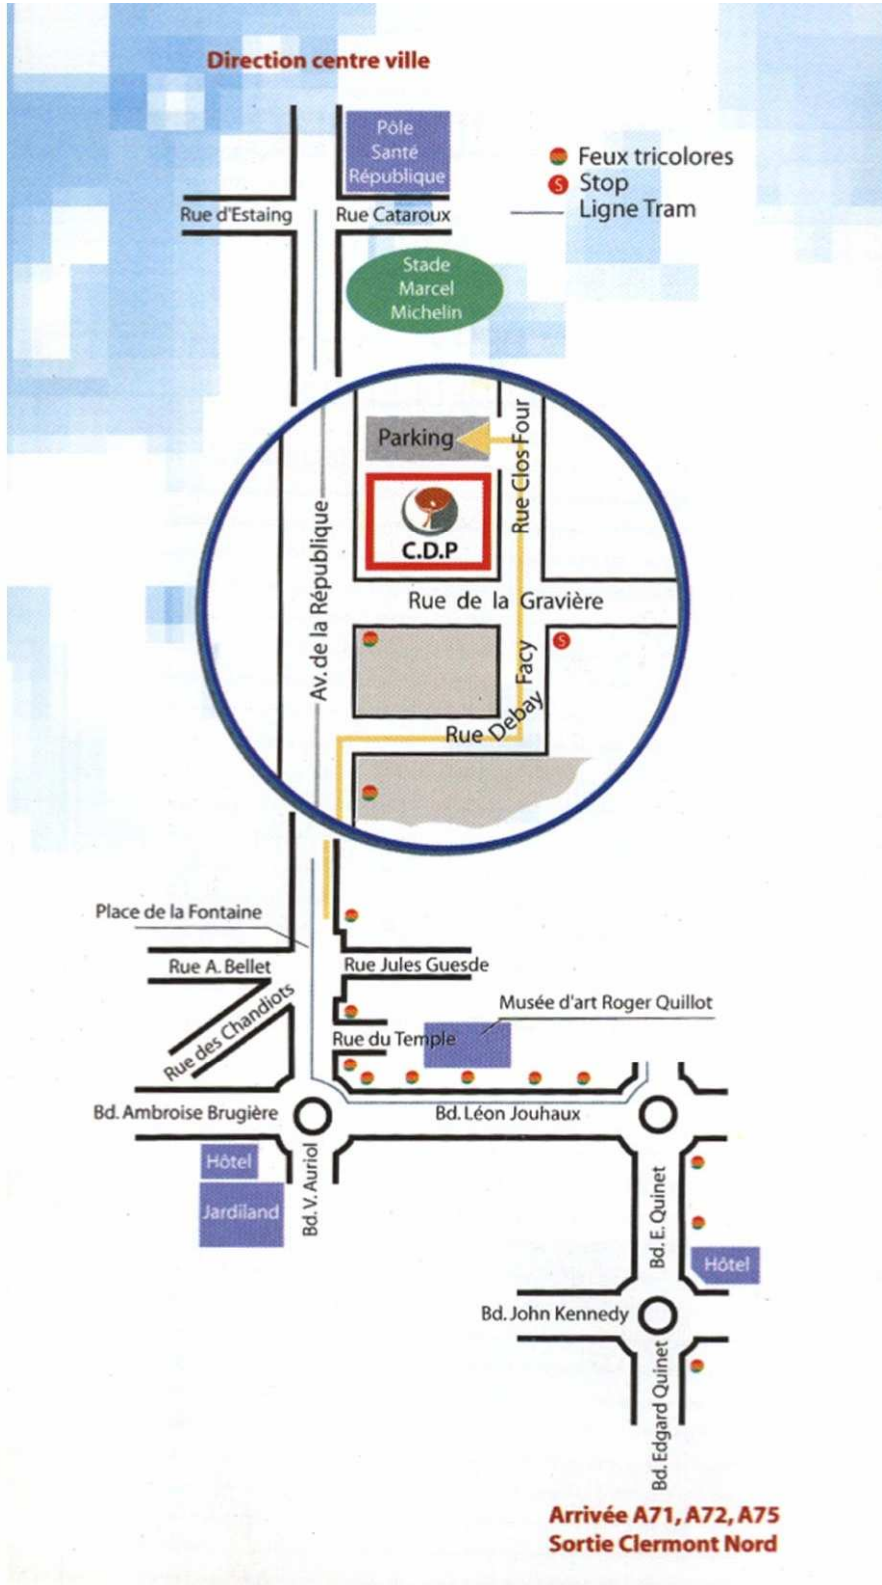 Direction centre ville
Pôle
Santé
République
Feux tricolores
S Stop
Ligne Tram
Rue d'Estaing
Rue Cataroux
Stade
Marcel
Michelin
Parking
Rue Clos Four
C.D.P
Av. de la République
Rue de la Gravière
S
Rue Debay Facy
Place de la Fontaine
Rue A. Bellet
Rue Jules Guesde
Rue des Chandiots
Musée d'art Roger Quillot
Rue du Temple
Bd. Ambroise Brugière
Bd. Léon Jouhaux
Hôtel
Jardiland
Bd. V. Auriol
Bd. E. Quinet
Hôtel
Bd. John Kennedy
Bd. Edgard Quinet
Arrivée A71, A72, A75
Sortie Clermont Nord